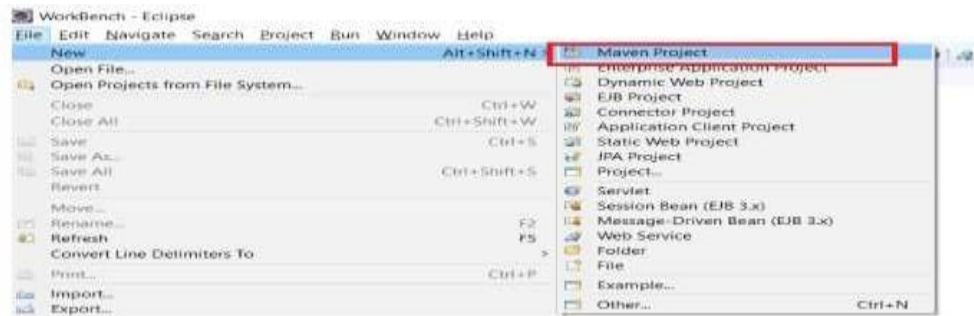 WorkBench - Eclipse
File Edit Navigate Search Project Run Window Help
New Alt+Shift+N >
Open File...
Open Projects from File System...
Close Ctrl+W
Close All Ctrl+Shift+W
Save Ctrl+S
Save As...
Save All Ctrl+Shift+S
Revert
Move...
Rename... F2
Refresh F5
Convert Line Delimiters To >
Print... Ctrl+P
Import...
Export...
Maven Project
Enterprise Application Project
Dynamic Web Project
EJB Project
Connector Project
Application Client Project
Static Web Project
JPA Project
Project...
Servlet
Session Bean (EJB 3.x)
Message-Driven Bean (EJB 3.x)
Web Service
Folder
File
Example...
Other... Ctrl+N